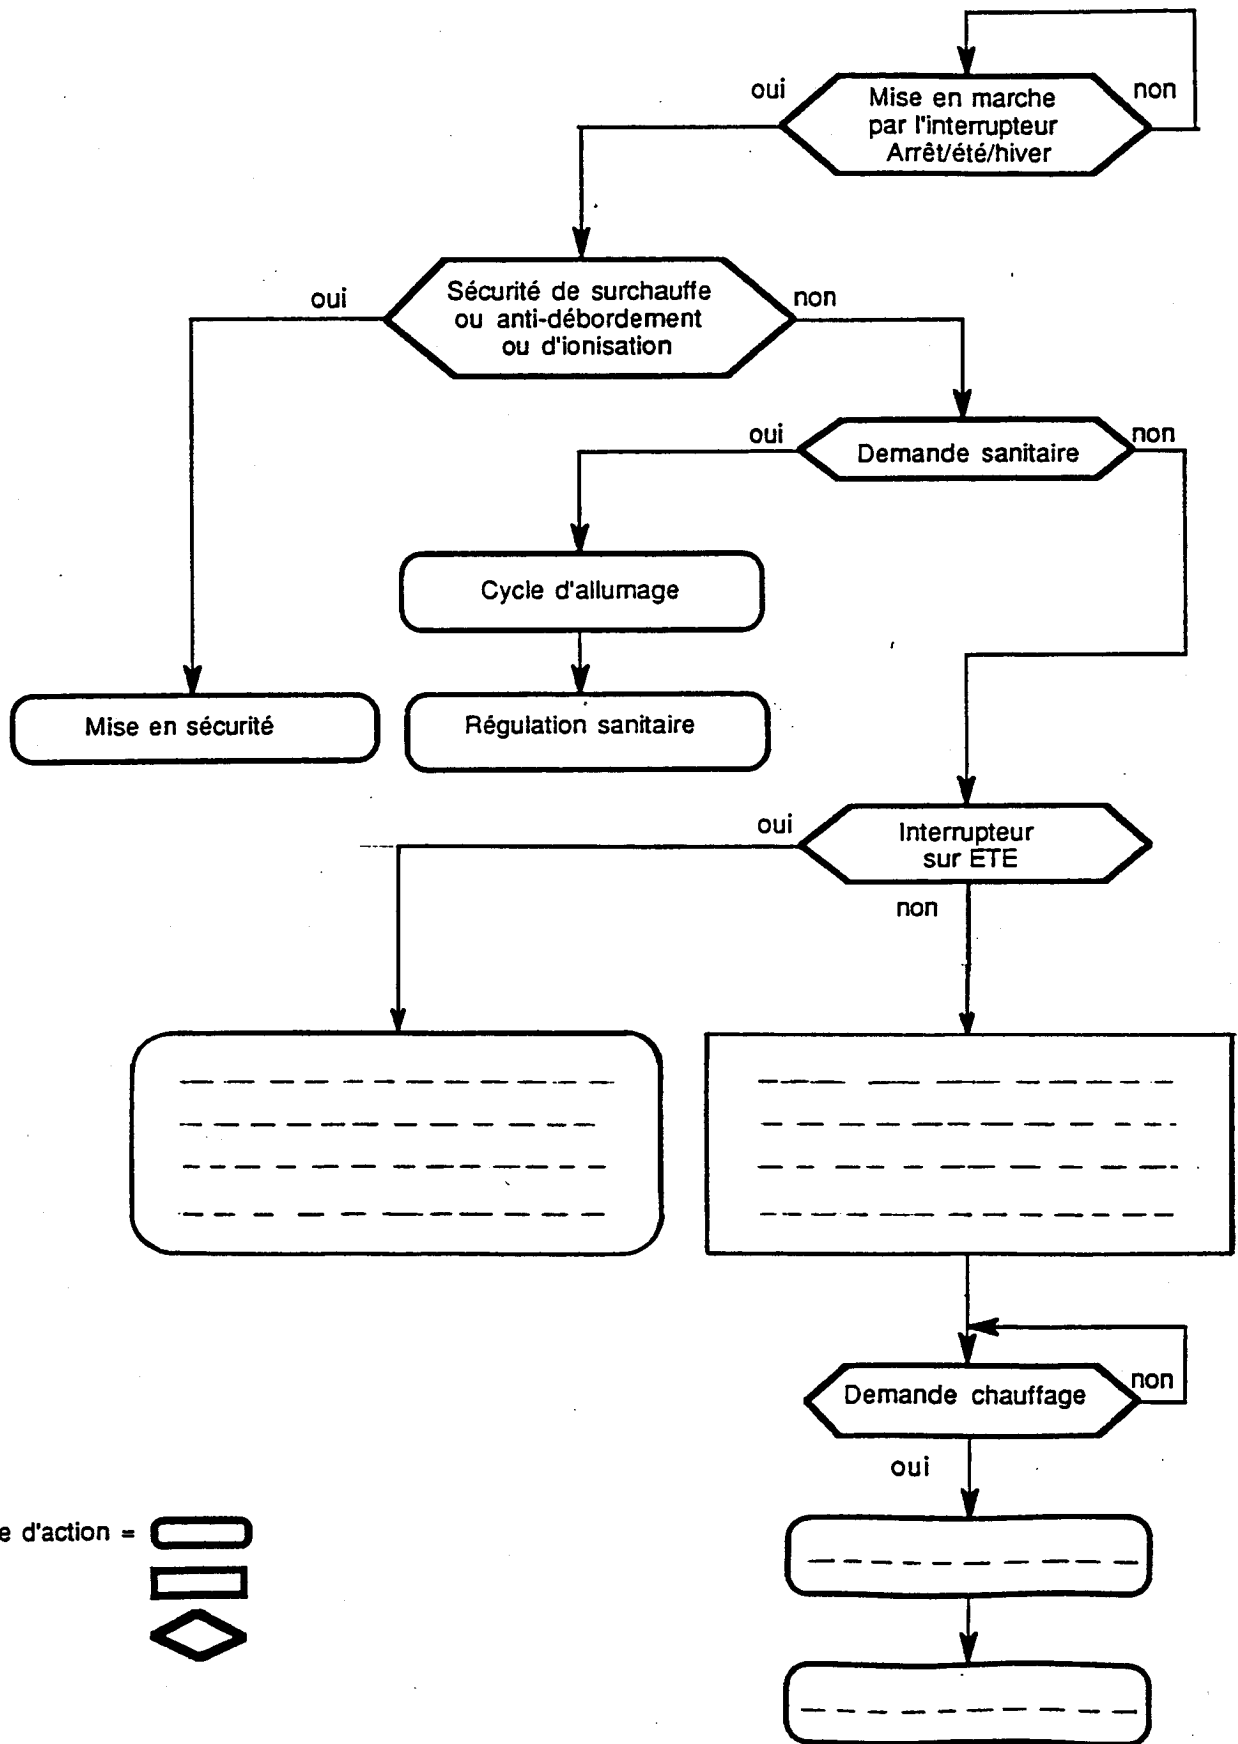 oui
Mise en marche
par l'interrupteur
Arrêt/été/hiver
non
oui
Sécurité de surchauffe
ou anti-débordement
ou d'ionisation
non
oui
Demande sanitaire
non
Cycle d'allumage
Mise en sécurité
Régulation sanitaire
oui
Interrupteur
sur ETE
non
Demande chauffage
non
oui
e d'action =